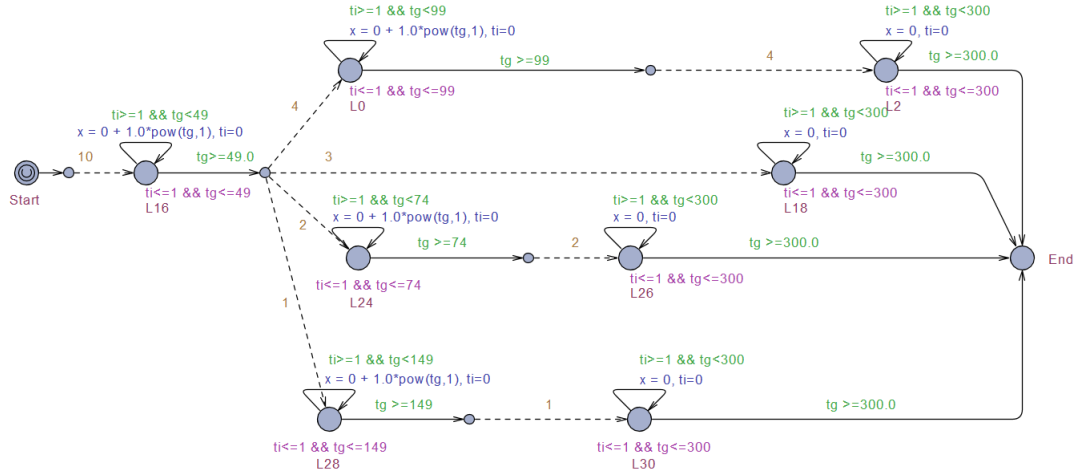 ti>=1 && tg<99
x = 0 + 1.0*pow(tg,1), ti=0
tg >=99
4
ti<=1 && tg<=99
L0
4
ti>=1 && tg<300
x = 0, ti=0
tg >=300.0
ti<=1 && tg<=300
L2
ti>=1 && tg<49
x = 0 + 1.0*pow(tg,1), ti=0
Start
10
tg>=49.0
ti<=1 && tg<=49
L16
3
ti>=1 && tg<300
x = 0, ti=0
tg >=300.0
ti<=1 && tg<=300
L18
2
ti>=1 && tg<74
x = 0 + 1.0*pow(tg,1), ti=0
tg >=74
ti<=1 && tg<=74
L24
2
ti>=1 && tg<300
x = 0, ti=0
tg >=300.0
ti<=1 && tg<=300
L26
End
1
ti>=1 && tg<149
x = 0 + 1.0*pow(tg,1), ti=0
tg >=149
ti<=1 && tg<=149
L28
1
ti>=1 && tg<300
x = 0, ti=0
tg >=300.0
ti<=1 && tg<=300
L30